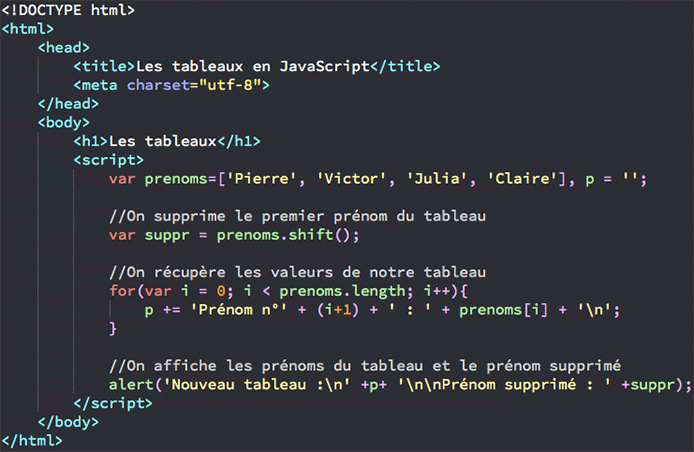 <!DOCTYPE html>
<html>
<head>
<title>Les tableaux en JavaScript</title>
<meta charset="utf-8">
</head>
<body>
<h1>Les tableaux</h1>
<script>
var prenoms=['Pierre', 'Victor', 'Julia', 'Claire'], p = '';
//On supprime le premier prénom du tableau
var suppr = prenoms.shift();
//On récupère les valeurs de notre tableau
for(var i = 0; i < prenoms.length; i++){
p += 'Prénom n°' + (i+1) + ' : ' + prenoms[i] + '\n';
}
//On affiche les prénoms du tableau et le prénom supprimé
alert('Nouveau tableau :\n' +p+ '\n\nPrénom supprimé : ' +suppr);
</script>
</body>
</html>